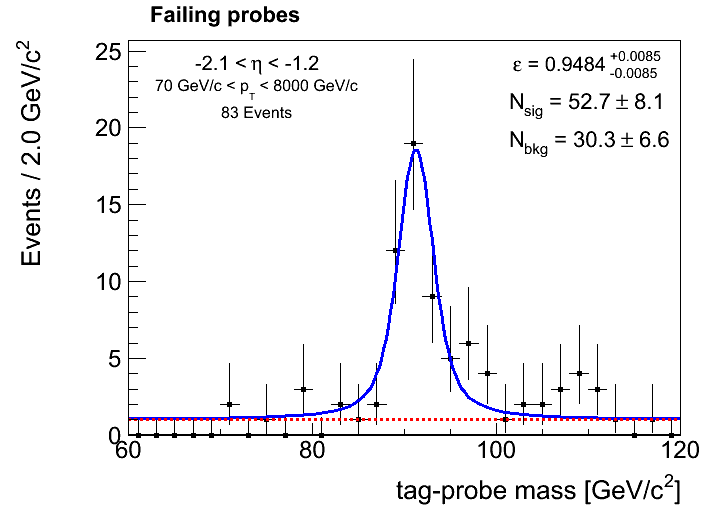 Failing probes
Events / 2.0 GeV/c²
25
20
15
10
5
0
-2.1 < η < -1.2
70 GeV/c < p_T < 8000 GeV/c
83 Events
ε = 0.9484 +0.0085 -0.0085
N_sig = 52.7 ± 8.1
N_bkg = 30.3 ± 6.6
60 80 100 120
tag-probe mass [GeV/c²]